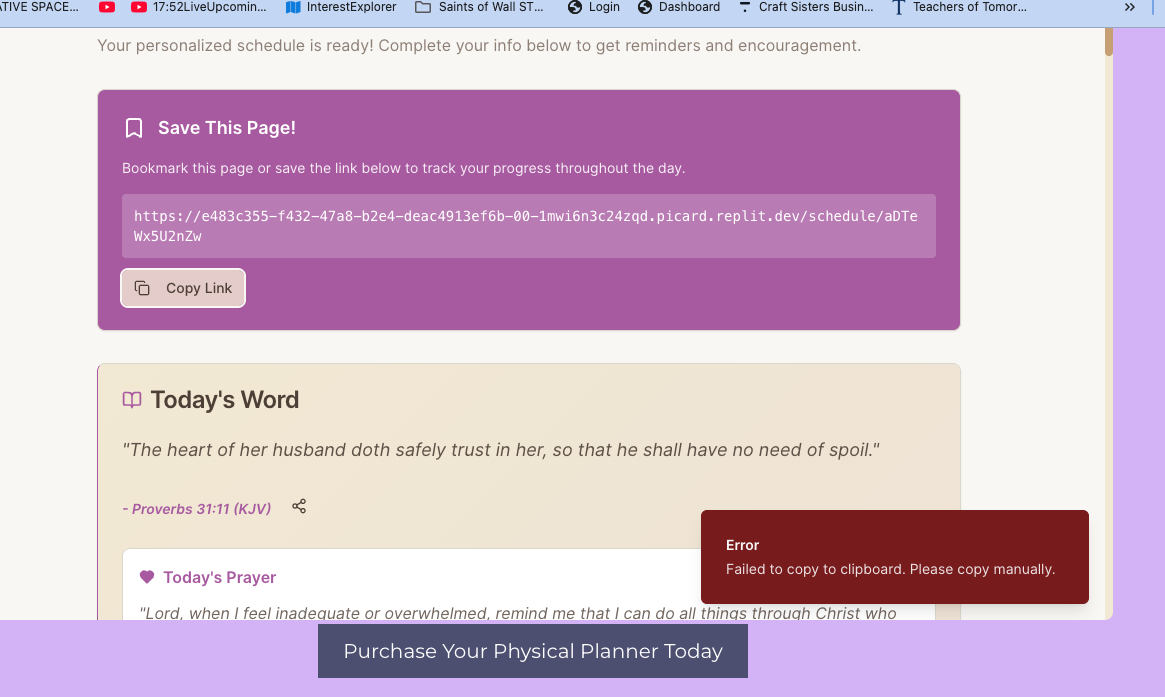 ATIVE SPACE...
17:52LiveUpcomin...
InterestExplorer
Saints of Wall ST...
Login
Dashboard
Craft Sisters Busin...
Teachers of Tomor...
Your personalized schedule is ready! Complete your info below to get reminders and encouragement.
Save This Page!
Bookmark this page or save the link below to track your progress throughout the day.
https://e483c355-f432-47a8-b2e4-deac4913ef6b-00-1mwi6n3c24zqd.picard.replit.dev/schedule/aDTe
Wx5U2nZw
Copy Link
Today's Word
"The heart of her husband doth safely trust in her, so that he shall have no need of spoil."
- Proverbs 31:11 (KJV)
Today's Prayer
"Lord, when I feel inadequate or overwhelmed, remind me that I can do all things through Christ who
Error
Failed to copy to clipboard. Please copy manually.
Purchase Your Physical Planner Today